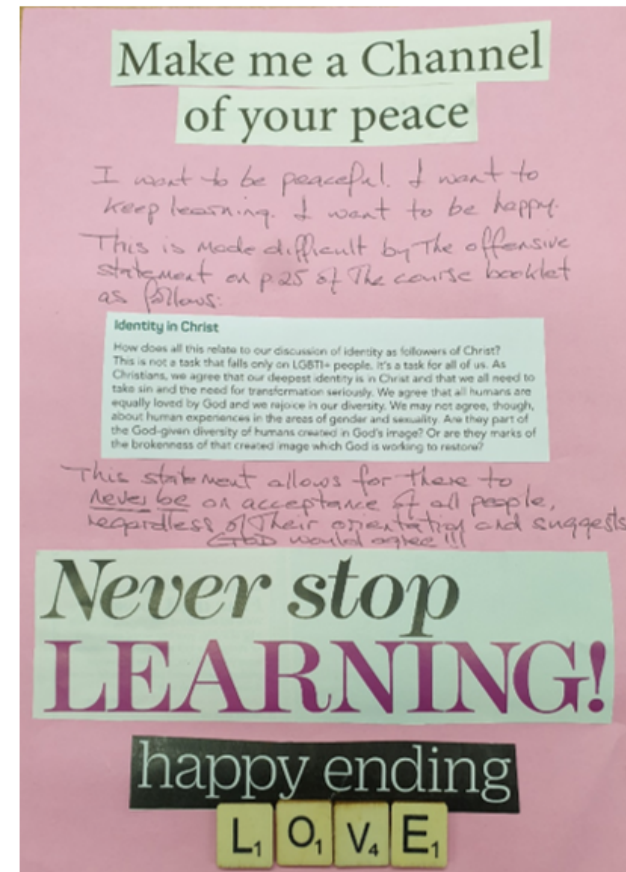 Make me a Channel
of your peace
I want to be peaceful. I want to
keep learning. I want to be happy.
This is made difficult by The offensive
statement on p 25 of The course booklet
as follows:
Identity in Christ
How does all this relate to our discussion of identity as followers of Christ?
This is not a task that falls only on LGBTI+ people, it's a task for all of us. As
Christians, we agree that our deepest identity is in Christ and that we all need to
take sin and the need for transformation seriously. We agree that all humans are
equally loved by God and we rejoice in our diversity. We may not agree, though,
about human experiences in the areas of gender and sexuality. Are they part of
the God-given diversity of humans created in God's image? Or are they marks of
the brokenness of that created image which God is working to restore?
This statement allows for there to
never be an acceptance of all people,
regardless of Their orientation and suggests
GOD would agree!!!
Never stop
LEARNING!
happy ending
L1 O1 V4 E1